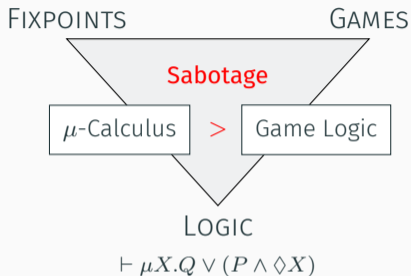 FIXPOINTS GAMES
Sabotage
μ-Calculus > Game Logic
LOGIC
⊢ μX.Q ∨ (P ∧ ◊X)